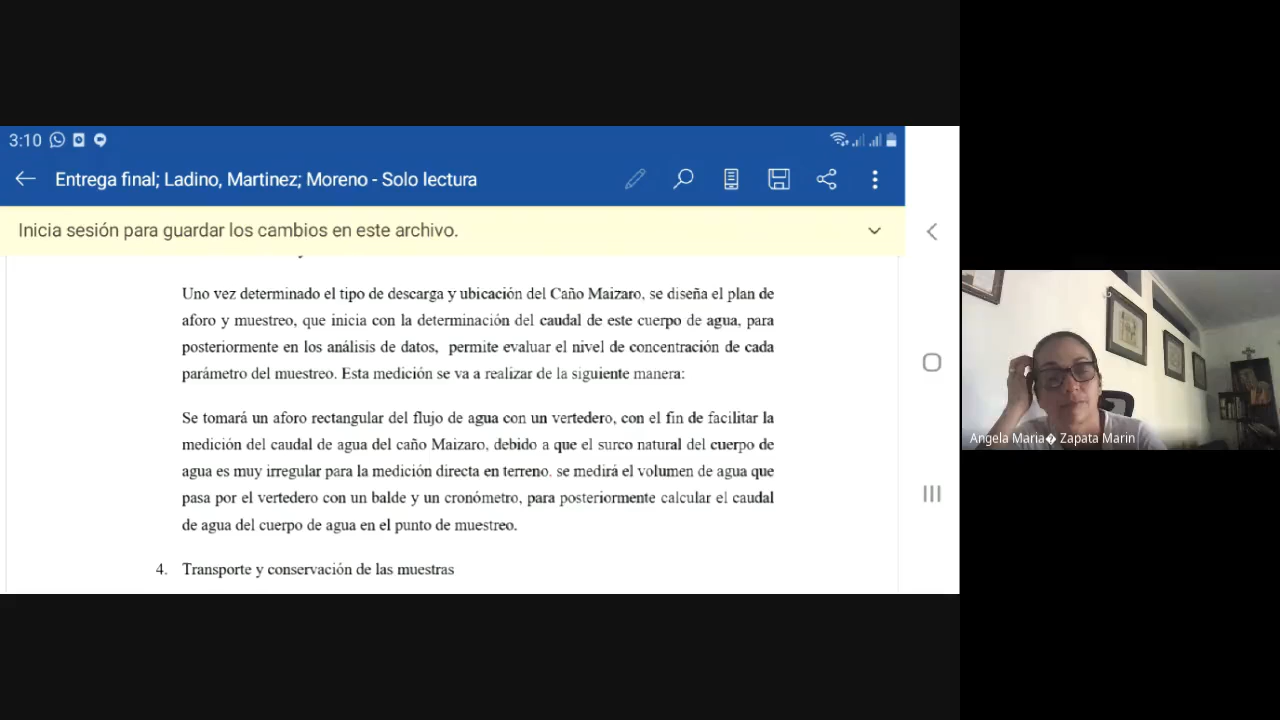 3:10
Entrega final; Ladino, Martinez; Moreno - Solo lectura
Inicia sesión para guardar los cambios en este archivo.
Uno vez determinado el tipo de descarga y ubicación del Caño Maizaro, se diseña el plan de
aforo y muestreo, que inicia con la determinación del caudal de este cuerpo de agua, para
posteriormente en los análisis de datos, permite evaluar el nivel de concentración de cada
parámetro del muestreo. Esta medición se va a realizar de la siguiente manera:
Se tomará un aforo rectangular del flujo de agua con un vertedero, con el fin de facilitar la
medición del caudal de agua del caño Maizaro, debido a que el surco natural del cuerpo de
agua es muy irregular para la medición directa en terreno. se medirá el volumen de agua que
pasa por el vertedero con un balde y un cronómetro, para posteriormente calcular el caudal
de agua del cuerpo de agua en el punto de muestreo.
4. Transporte y conservación de las muestras
Angela Maria� Zapata Marin